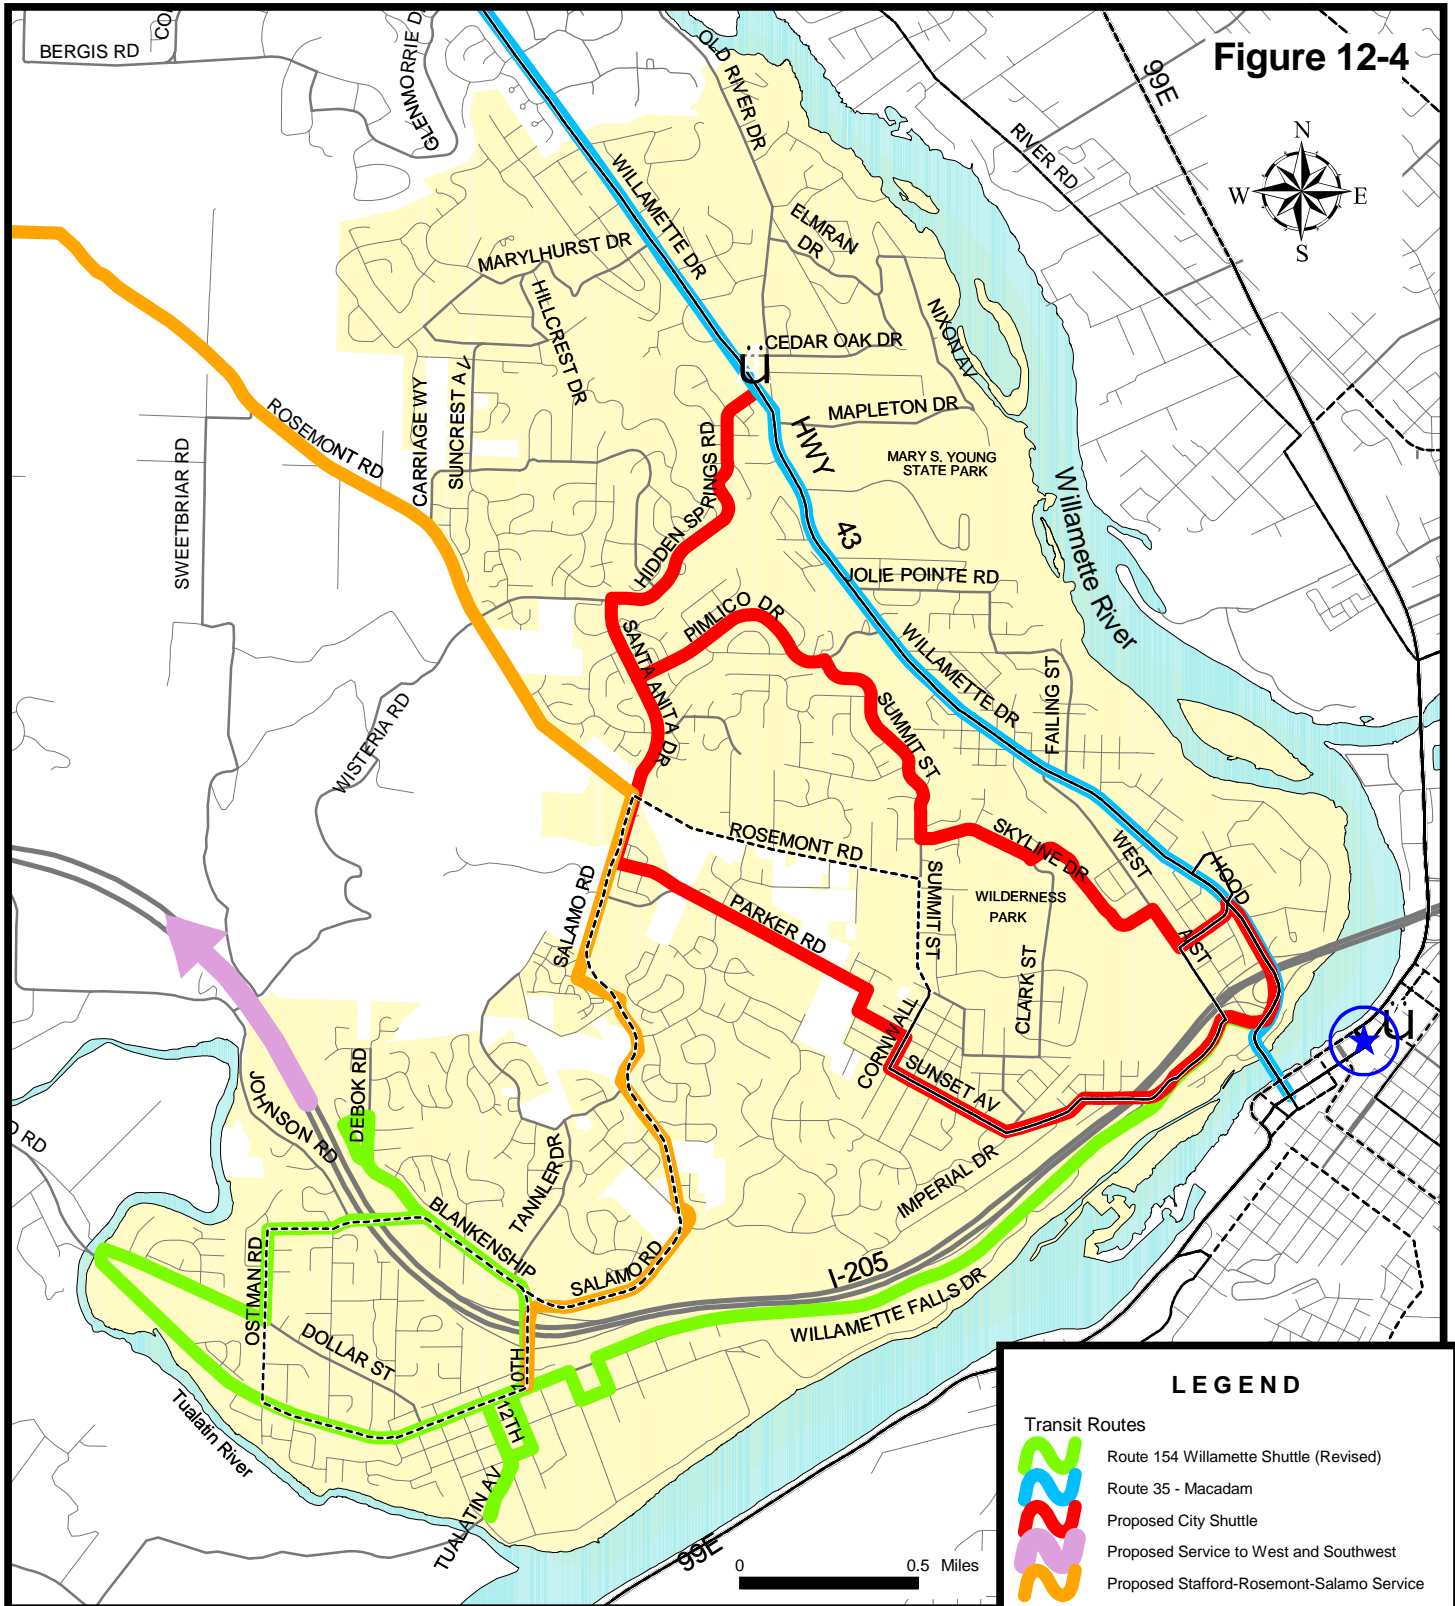 Figure 12-4
BERGIS RD
GLENMORRIE D
OLD RIVER DR
99E
RIVER RD
N
W
E
S
WILLAMETTE DR
ELMRAN
DR
MARYLHURST DR
HILLCREST DR
NIXON AV
CEDAR OAK DR
ü
CARRIAGE WY
SUNCREST AV
MAPLETON DR
HWY
ROSEMONT RD
SWEETBRIAR RD
HIDDEN SPRINGS RD
MARY S. YOUNG
STATE PARK
Willamette River
43
JOLIE POINTE RD
PIMLICO DR
SANTA ANITA DR
WILLAMETTE DR
FAILING ST
WISTERIA RD
SUMMIT ST
ROSEMONT RD
SKYLINE DR
WEST
HOOD
SALAMO RD
PARKER RD
SUMMIT ST
WILDERNESS
PARK
A ST
CLARK ST
CORNWALL
SUNSET AV
ü
JOHNSON RD
DEBOK RD
D RD
TANNLER DR
IMPERIAL DR
BLANKENSHIP
OSTMAN RD
SALAMO RD
I-205
WILLAMETTE FALLS DR
DOLLAR ST
10TH
12TH
Tualatin River
TUALATIN AV
99E
0 0.5 Miles
LEGEND
Transit Routes
Route 154 Willamette Shuttle (Revised)
Route 35 - Macadam
Proposed City Shuttle
Proposed Service to West and Southwest
Proposed Stafford-Rosemont-Salamo Service